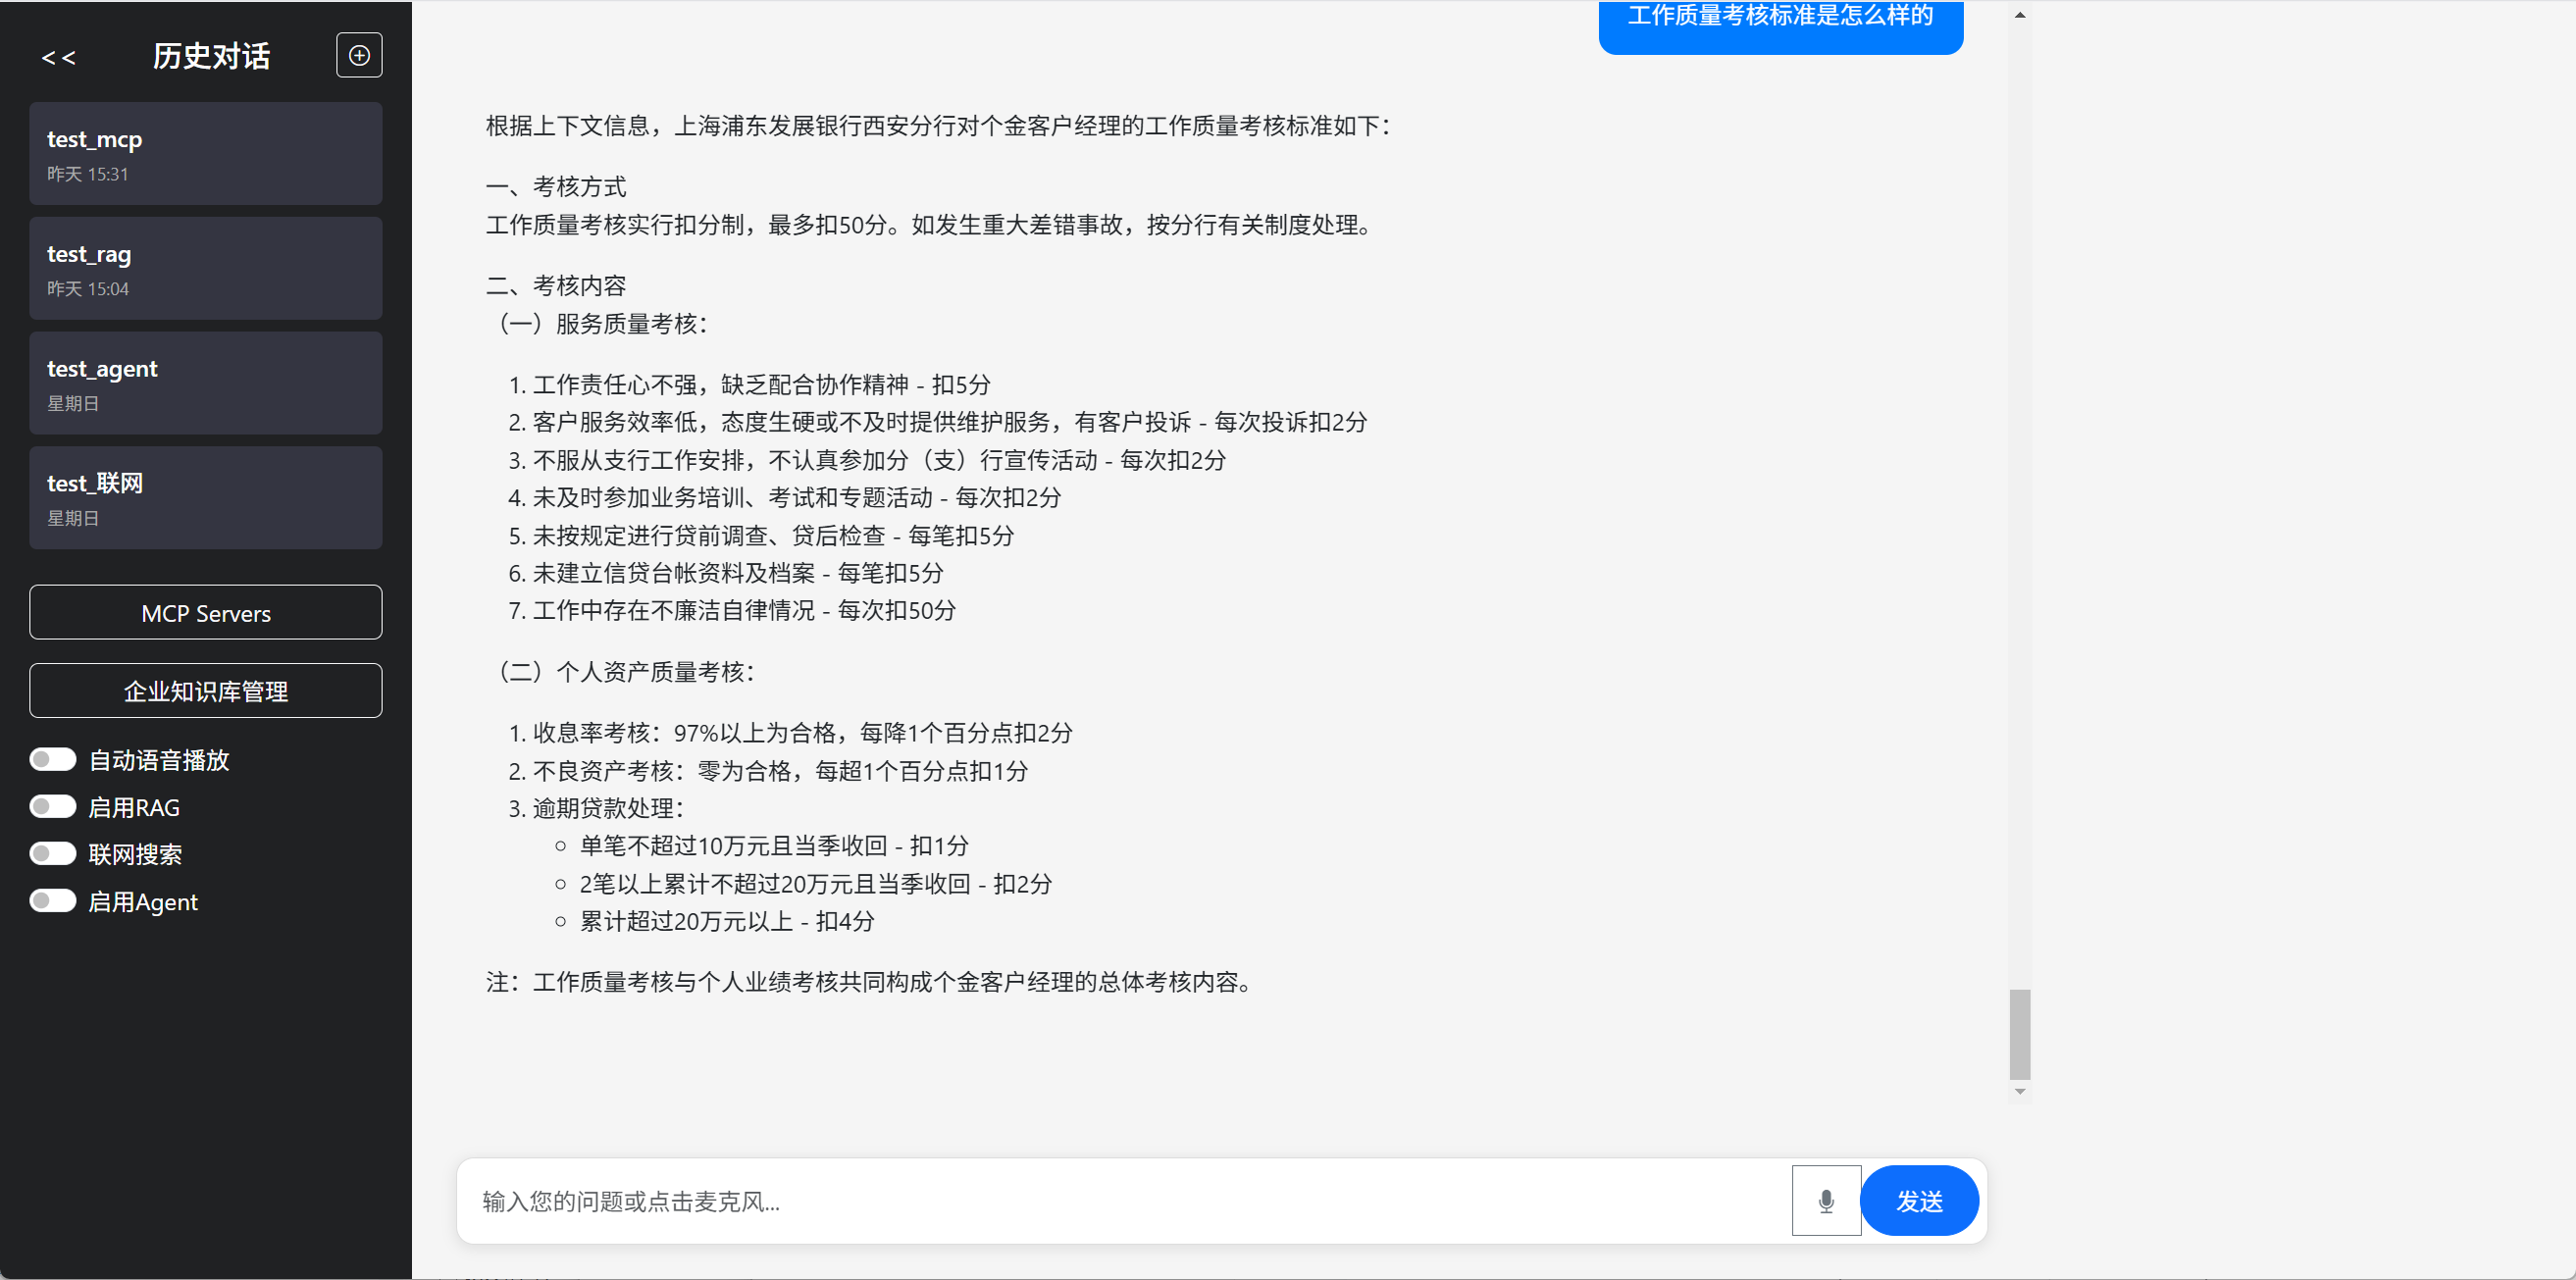 <<
历史对话
test_mcp
昨天 15:31
test_rag
昨天 15:04
test_agent
星期日
test_联网
星期日
MCP Servers
企业知识库管理
自动语音播放
启用RAG
联网搜索
启用Agent
工作质量考核标准是怎么样的
根据上下文信息，上海浦东发展银行西安分行对个金客户经理的工作质量考核标准如下：
一、考核方式
工作质量考核实行扣分制，最多扣50分。如发生重大差错事故，按分行有关制度处理。
二、考核内容
（一）服务质量考核：
1. 工作责任心不强，缺乏配合协作精神 - 扣5分
2. 客户服务效率低，态度生硬或不及时提供维护服务，有客户投诉 - 每次投诉扣2分
3. 不服从支行工作安排，不认真参加分（支）行宣传活动 - 每次扣2分
4. 未及时参加业务培训、考试和专题活动 - 每次扣2分
5. 未按规定进行贷前调查、贷后检查 - 每笔扣5分
6. 未建立信贷台帐资料及档案 - 每笔扣5分
7. 工作中存在不廉洁自律情况 - 每次扣50分
（二）个人资产质量考核：
1. 收息率考核：97%以上为合格，每降1个百分点扣2分
2. 不良资产考核：零为合格，每超1个百分点扣1分
3. 逾期贷款处理：
单笔不超过10万元且当季收回 - 扣1分
2笔以上累计不超过20万元且当季收回 - 扣2分
累计超过20万元以上 - 扣4分
注：工作质量考核与个人业绩考核共同构成个金客户经理的总体考核内容。
输入您的问题或点击麦克风...
发送